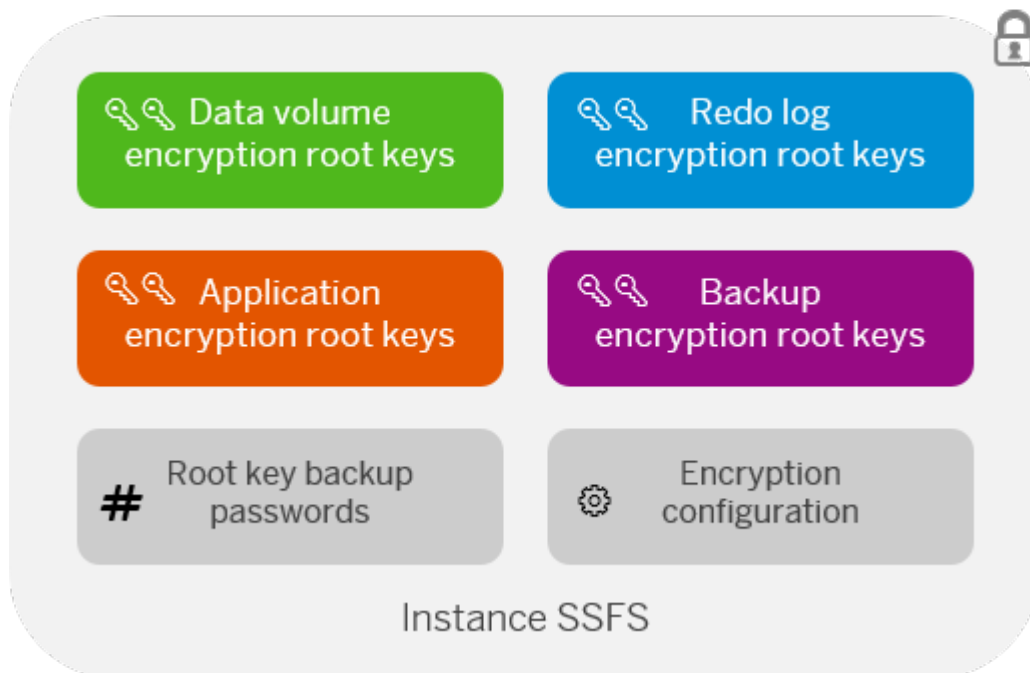 Data volume
encryption root keys
Redo log
encryption root keys
Application
encryption root keys
Backup
encryption root keys
# Root key backup
passwords
Encryption
configuration
Instance SSFS